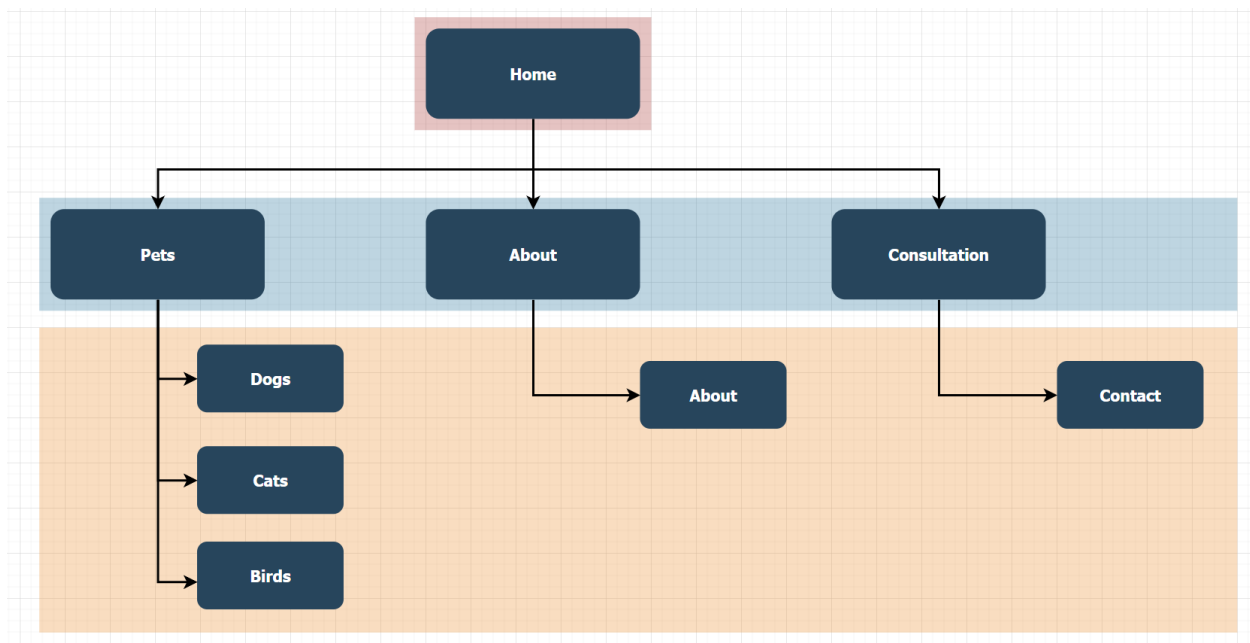 Home
Pets
About
Consultation
Dogs
About
Contact
Cats
Birds